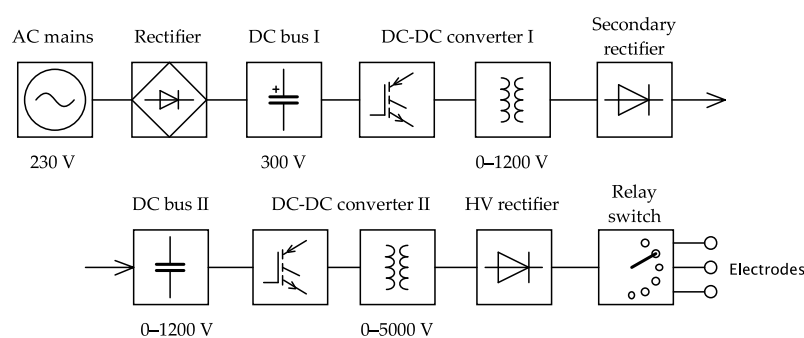 AC mains
Rectifier
DC bus I
DC-DC converter I
Secondary
rectifier
+
230 V
300 V
0–1200 V
DC bus II
DC-DC converter II
HV rectifier
Relay
switch
Electrodes
0–1200 V
0–5000 V